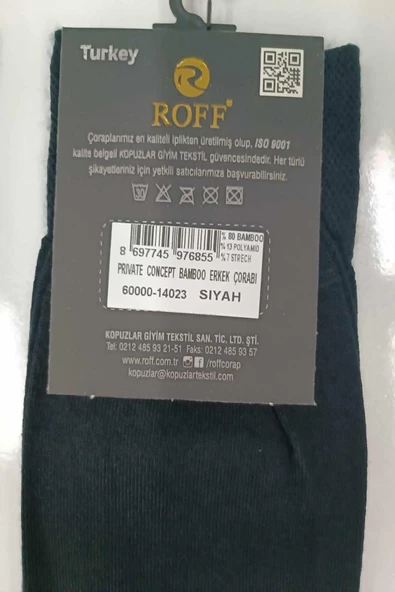 Turkey
ROFF
Çoraplarımız en kaliteli iplikten üretilmiş olup, ISO 9001
kalite belgeli KOPUZLAR GİYİM TEKSTİL güvencesindedir. Her türlü
şikayetleriniz için yetkili satıcılarımıza başvurabilirsiniz.
30
% 80 BAMBOO
% 13 POLYAMID
% 7 STRECH
8 697745 976855
PRIVATE CONCEPT BAMBOO ERKEK ÇORABI
60000-14023 SIYAH
KOPUZLAR GİYİM TEKSTİL SAN. TİC. LTD. ŞTİ.
Tel: 0212 485 93 21-51 Faks: 0212 485 93 57
www.roff.com.tr /roffcorap
kopuzlar@kopuzlartekstil.com